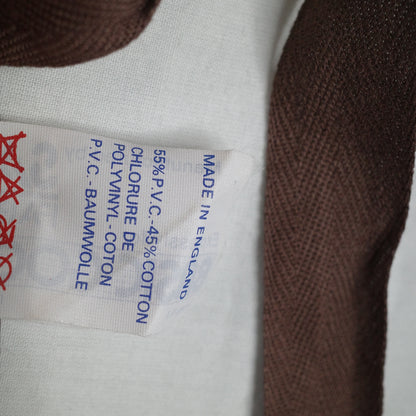 MADE IN ENGLAND
55% P.V.C.-45% COTTON
CHLORURE DE
POLYVINYL-COTON
P.V.C.-BAUMWOLLE